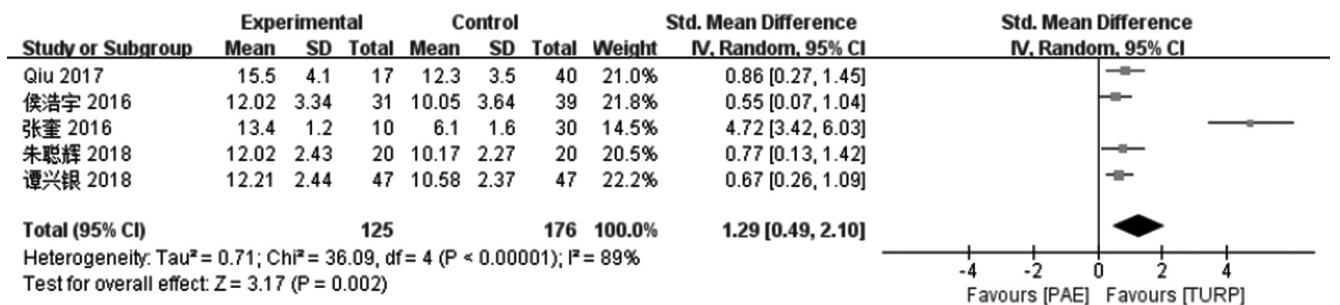 Experimental Control Std. Mean Difference Std. Mean Difference
Study or Subgroup Mean SD Total Mean SD Total Weight IV, Random, 95% CI IV, Random, 95% CI
Qiu 2017 15.5 4.1 17 12.3 3.5 40 21.0% 0.86 [0.27, 1.45]
侯浩宇 2016 12.02 3.34 31 10.05 3.64 39 21.8% 0.55 [0.07, 1.04]
张奎 2016 13.4 1.2 10 6.1 1.6 30 14.5% 4.72 [3.42, 6.03]
朱聪辉 2018 12.02 2.43 20 10.17 2.27 20 20.5% 0.77 [0.13, 1.42]
谭兴银 2018 12.21 2.44 47 10.58 2.37 47 22.2% 0.67 [0.26, 1.09]
Total (95% CI) 125 176 100.0% 1.29 [0.49, 2.10]
Heterogeneity: Tau² = 0.71; Chi² = 36.09, df = 4 (P < 0.00001); I² = 89%
Test for overall effect: Z = 3.17 (P = 0.002)
-4 -2 0 2 4
Favours [PAE] Favours [TURP]